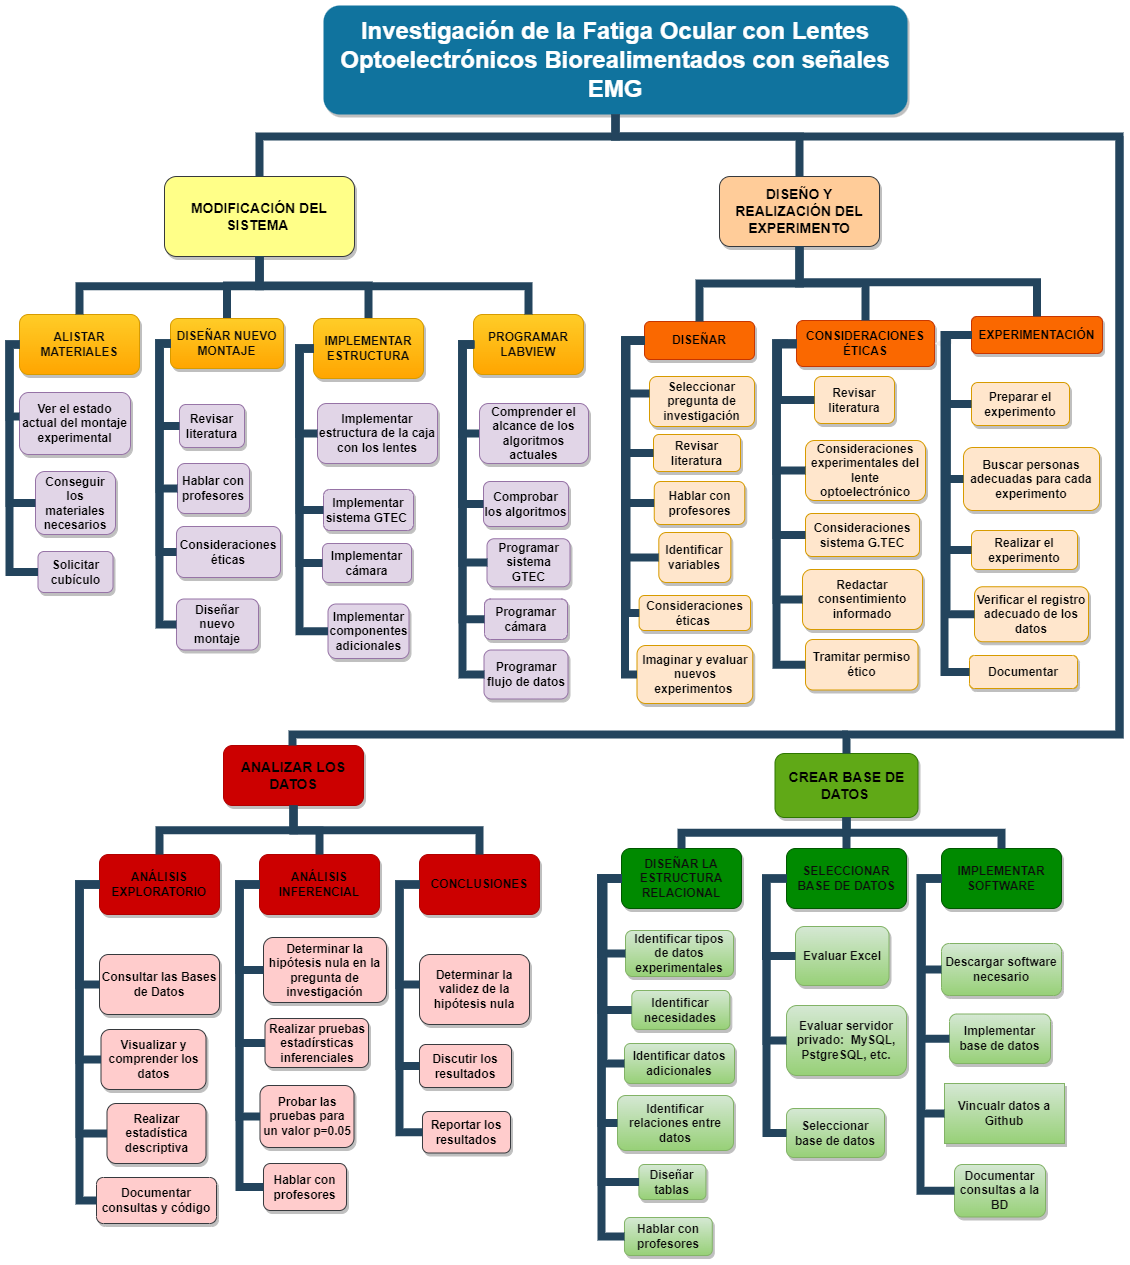 Investigación de la Fatiga Ocular con Lentes
Optoelectrónicos Biorealimentados con señales
EMG
MODIFICACIÓN DEL
SISTEMA
ALISTAR
MATERIALES
Ver el estado
actual del montaje
experimental
Conseguir
los
materiales
necesarios
Solicitar
cubículo
DISEÑAR NUEVO
MONTAJE
Revisar
literatura
Hablar con
profesores
Consideraciones
éticas
Diseñar
nuevo
montaje
IMPLEMENTAR
ESTRUCTURA
Implementar
estructura de la caja
con los lentes
Implementar
sistema GTEC
Implementar
cámara
Implementar
componentes
adicionales
PROGRAMAR
LABVIEW
Comprender el
alcance de los
algoritmos
actuales
Comprobar
los algoritmos
Programar
sistema
GTEC
Programar
cámara
Programar
flujo de datos
DISEÑO Y
REALIZACIÓN DEL
EXPERIMENTO
DISEÑAR
Seleccionar
pregunta de
investigación
Revisar
literatura
Hablar con
profesores
Identificar
variables
Consideraciones
éticas
Imaginar y evaluar
nuevos
experimentos
CONSIDERACIONES
ÉTICAS
Revisar
literatura
Consideraciones
experimentales del
lente
optoelectrónico
Consideraciones
sistema G.TEC
Redactar
consentimiento
informado
Tramitar permiso
ético
EXPERIMENTACIÓN
Preparar el
experimento
Buscar personas
adecuadas para cada
experimento
Realizar el
experimento
Verificar el registro
adecuado de los
datos
Documentar
ANALIZAR LOS
DATOS
ANÁLISIS
EXPLORATORIO
Consultar las Bases
de Datos
Visualizar y
comprender los
datos
Realizar
estadística
descriptiva
Documentar
consultas y código
ANÁLISIS
INFERENCIAL
Determinar la
hipótesis nula en la
pregunta de
investigación
Realizar pruebas
estadírsticas
inferenciales
Probar las
pruebas para
un valor p=0.05
Hablar con
profesores
CONCLUSIONES
Determinar la
validez de la
hipótesis nula
Discutir los
resultados
Reportar los
resultados
CREAR BASE DE
DATOS
DISEÑAR LA
ESTRUCTURA
RELACIONAL
Identificar tipos
de datos
experimentales
Identificar
necesidades
Identificar datos
adicionales
Identificar
relaciones entre
datos
Diseñar
tablas
Hablar con
profesores
SELECCIONAR
BASE DE DATOS
Evaluar Excel
Evaluar servidor
privado: MySQL,
PstgreSQL, etc.
Seleccionar
base de datos
IMPLEMENTAR
SOFTWARE
Descargar software
necesario
Implementar
base de datos
Vincualr datos a
Github
Documentar
consultas a la
BD